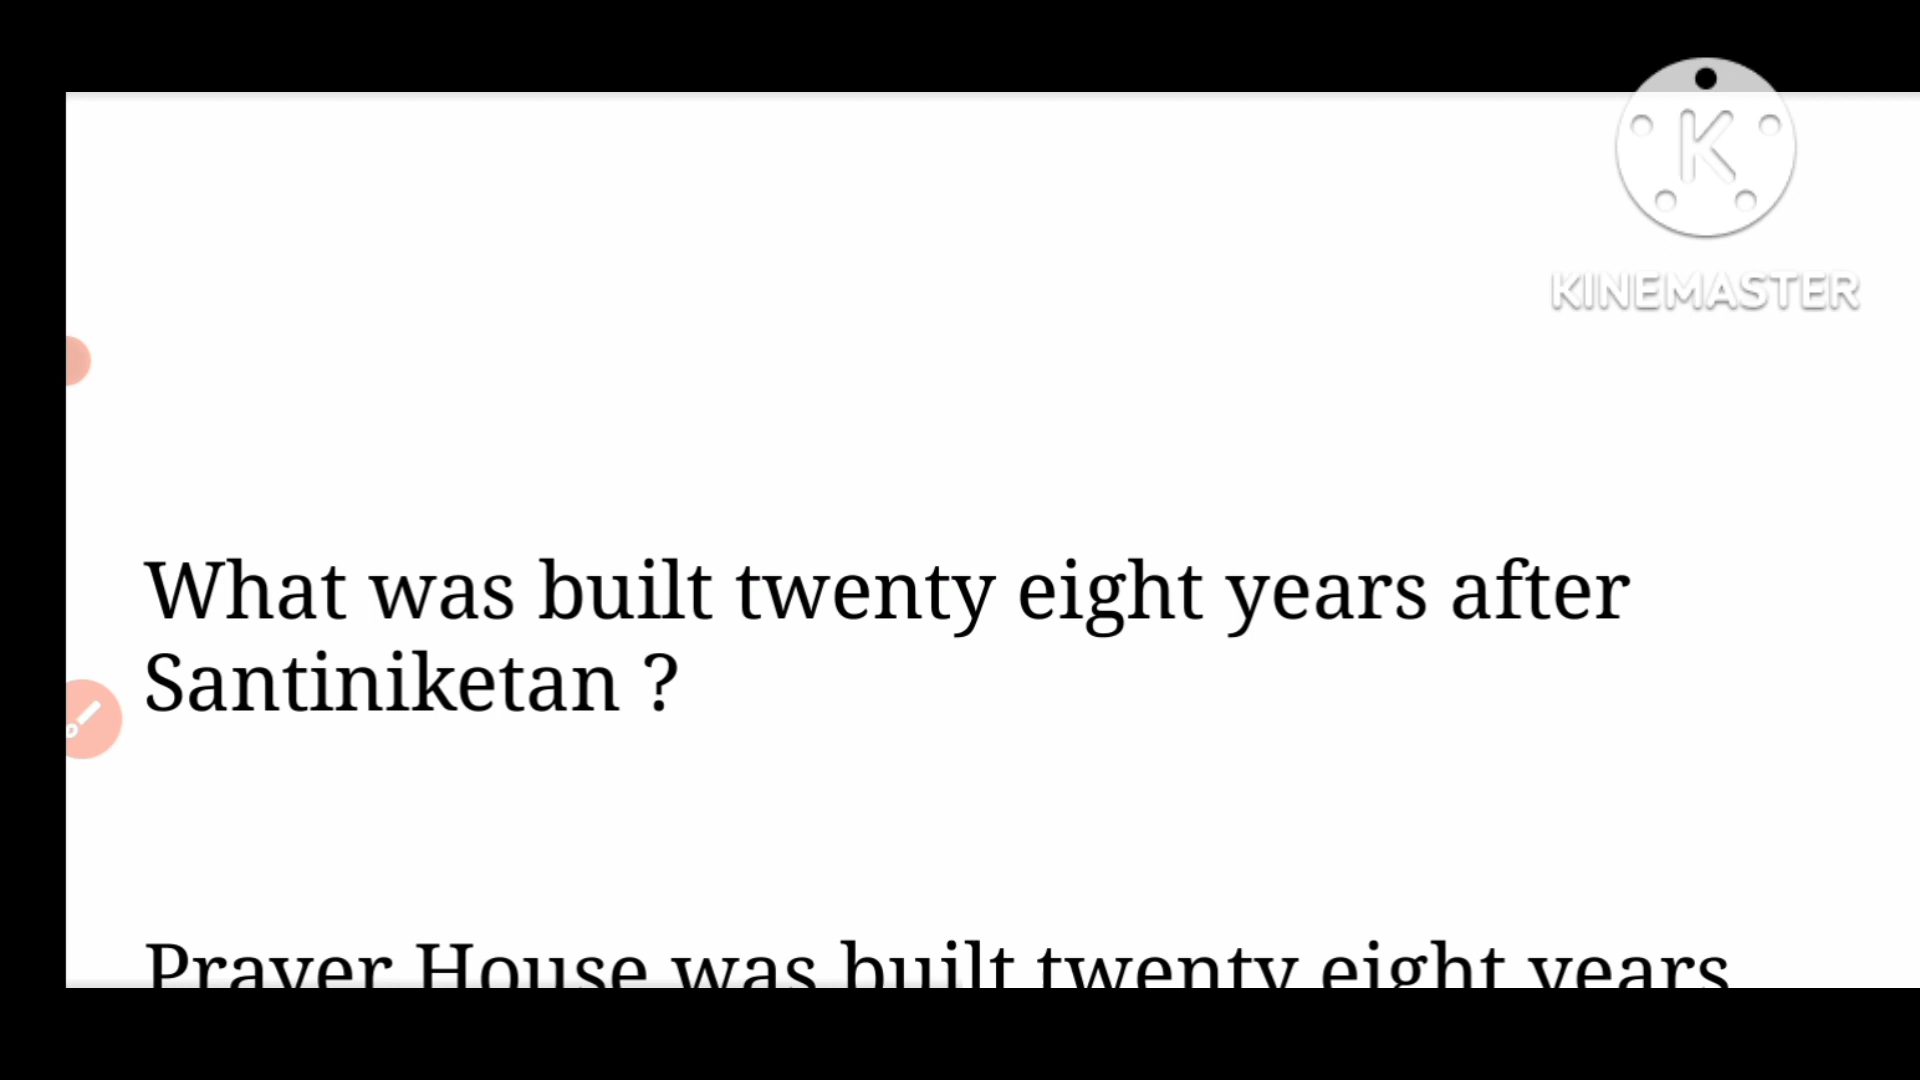 KINEMASTER
What was built twenty eight years after
Santiniketan ?
Prayer House was built twenty eight years